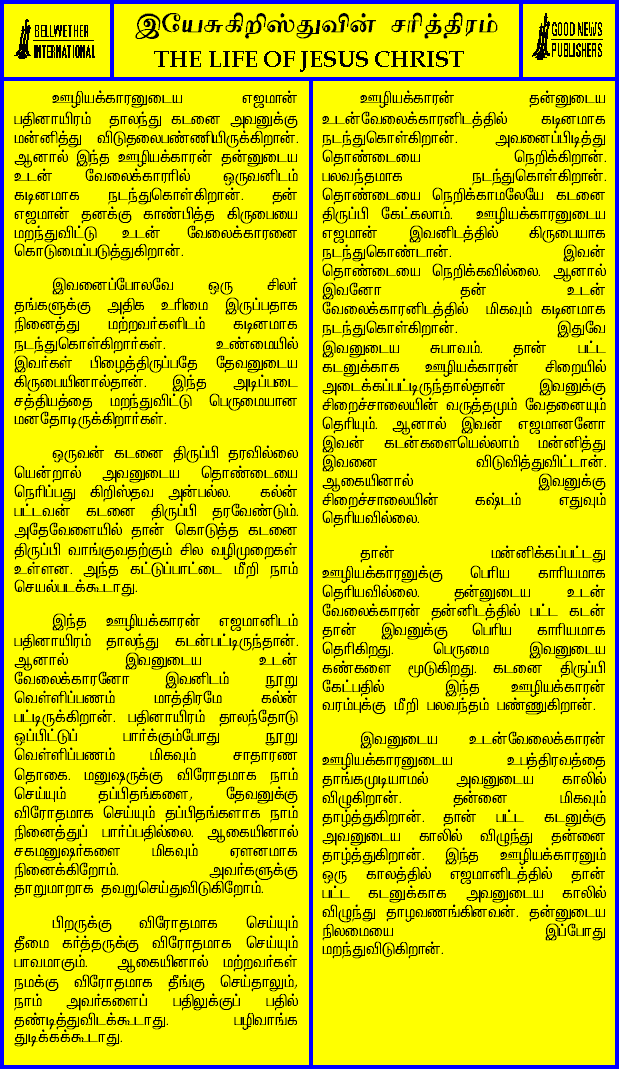 BELLWETHER
INTERNATIONAL
இயேசுகிறிஸ்துவின் சரித்திரம்
THE LIFE OF JESUS CHRIST
GOOD NEWS
PUBLISHERS
ஊழியக்காரனுடைய எஜமான்
பதினாயிரம் தாலந்து கடனை அவனுக்கு
மன்னித்து விடுதலைபண்ணியிருக்கிறான்.
ஆனால் இந்த ஊழியக்காரன் தன்னுடைய
உடன் வேலைக்காரரில் ஒருவனிடம்
கடினமாக நடந்துகொள்கிறான். தன்
எஜமான் தனக்கு காண்பித்த கிருபையை
மறந்துவிட்டு உடன் வேலைக்காரனை
கொடுமைப்படுத்துகிறான்.
இவனைப்போலவே ஒரு சிலர்
தங்களுக்கு அதிக உரிமை இருப்பதாக
நினைத்து மற்றவர்களிடம் கடினமாக
நடந்துகொள்கிறார்கள். உண்மையில்
இவர்கள் பிழைத்திருப்பதே தேவனுடைய
கிருபையினால்தான். இந்த அடிப்படை
சத்தியத்தை மறந்துவிட்டு பெருமையான
மனதோடிருக்கிறார்கள்.
ஒருவன் கடனை திருப்பி தரவில்லை
யென்றால் அவனுடைய தொண்டையை
நெரிப்பது கிறிஸ்தவ அன்பல்ல. கல்ன்
பட்டவன் கடனை திருப்பி தரவேண்டும்.
அதேவேளையில் தான் கொடுத்த கடனை
திருப்பி வாங்குவதற்கும் சில வழிமுறைகள்
உள்ளன. அந்த கட்டுப்பாட்டை மீறி நாம்
செயல்படக்கூடாது.
இந்த ஊழியக்காரன் எஜமானிடம்
பதினாயிரம் தாலந்து கடன்பட்டிருந்தான்.
ஆனால் இவனுடைய உடன்
வேலைக்காரனோ இவனிடம் நூறு
வெள்ளிப்பணம் மாத்திரமே கல்ன்
பட்டிருக்கிறான். பதினாயிரம் தாலந்தோடு
ஒப்பிட்டுப் பார்க்கும்போது நூறு
வெள்ளிப்பணம் மிகவும் சாதாரண
தொகை. மனுஷருக்கு விரோதமாக நாம்
செய்யும் தப்பிதங்களை, தேவனுக்கு
விரோதமாக செய்யும் தப்பிதங்களாக நாம்
நினைத்துப் பார்ப்பதில்லை. ஆகையினால்
சகமனுஷர்களை மிகவும் ஏளனமாக
நினைக்கிறோம். அவர்களுக்கு
தாறுமாறாக தவறுசெய்துவிடுகிறோம்.
பிறருக்கு விரோதமாக செய்யும்
தீமை கர்த்தருக்கு விரோதமாக செய்யும்
பாவமாகும். ஆகையினால் மற்றவர்கள்
நமக்கு விரோதமாக தீங்கு செய்தாலும்,
நாம் அவர்களைப் பதிலுக்குப் பதில்
தண்டித்துவிடக்கூடாது. பழிவாங்க
துடிக்கக்கூடாது.
ஊழியக்காரன் தன்னுடைய
உடன்வேலைக்காரனிடத்தில் கடினமாக
நடந்துகொள்கிறான். அவனைப்பிடித்து
தொண்டையை நெறிக்கிறான்.
பலவந்தமாக நடந்துகொள்கிறான்.
தொண்டையை நெறிக்காமலேயே கடனை
திருப்பி கேட்கலாம். ஊழியக்காரனுடைய
எஜமான் இவனிடத்தில் கிருபையாக
நடந்துகொண்டான். இவன்
தொண்டையை நெறிக்கவில்லை. ஆனால்
இவனோ தன் உடன்
வேலைக்காரனிடத்தில் மிகவும் கடினமாக
நடந்துகொள்கிறான். இதுவே
இவனுடைய சுபாவம். தான் பட்ட
கடனுக்காக ஊழியக்காரன் சிறையில்
அடைக்கப்பட்டிருந்தால்தான் இவனுக்கு
சிறைச்சாலையின் வருத்தமும் வேதனையும்
தெரியும். ஆனால் இவன் எஜமானனோ
இவன் கடன்களையெல்லாம் மன்னித்து
இவனை விடுவித்துவிட்டான்.
ஆகையினால் இவனுக்கு
சிறைச்சாலையின் கஷ்டம் எதுவும்
தெரியவில்லை.
தான் மன்னிக்கப்பட்டது
ஊழியக்காரனுக்கு பெரிய காரியமாக
தெரியவில்லை. தன்னுடைய உடன்
வேலைக்காரன் தன்னிடத்தில் பட்ட கடன்
தான் இவனுக்கு பெரிய காரியமாக
தெரிகிறது. பெருமை இவனுடைய
கண்களை மூடுகிறது. கடனை திருப்பி
கேட்பதில் இந்த ஊழியக்காரன்
வரம்புக்கு மீறி பலவந்தம் பண்ணுகிறான்.
இவனுடைய உடன்வேலைக்காரன்
ஊழியக்காரனுடைய உபத்திரவத்தை
தாங்கமுடியாமல் அவனுடைய காலில்
விழுகிறான். தன்னை மிகவும்
தாழ்த்துகிறான். தான் பட்ட கடனுக்கு
அவனுடைய காலில் விழுந்து தன்னை
தாழ்த்துகிறான். இந்த ஊழியக்காரனும்
ஒரு காலத்தில் எஜமானிடத்தில் தான்
பட்ட கடனுக்காக அவனுடைய காலில்
விழுந்து தாழவணங்கினவன். தன்னுடைய
நிலமையை இப்போது
மறந்துவிடுகிறான்.